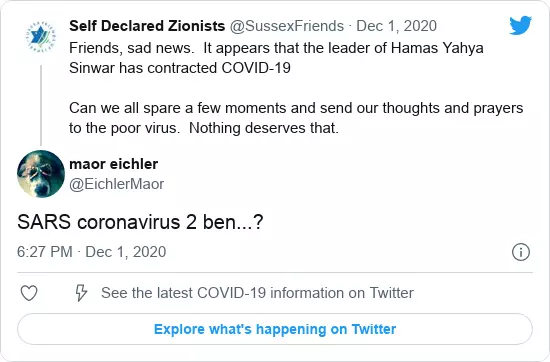 Self Declared Zionists @SussexFriends · Dec 1, 2020
Friends, sad news.  It appears that the leader of Hamas Yahya
Sinwar has contracted COVID-19
Can we all spare a few moments and send our thoughts and prayers
to the poor virus.  Nothing deserves that.
maor eichler
@EichlerMaor
SARS coronavirus 2 ben...?
6:27 PM · Dec 1, 2020
See the latest COVID-19 information on Twitter
Explore what's happening on Twitter